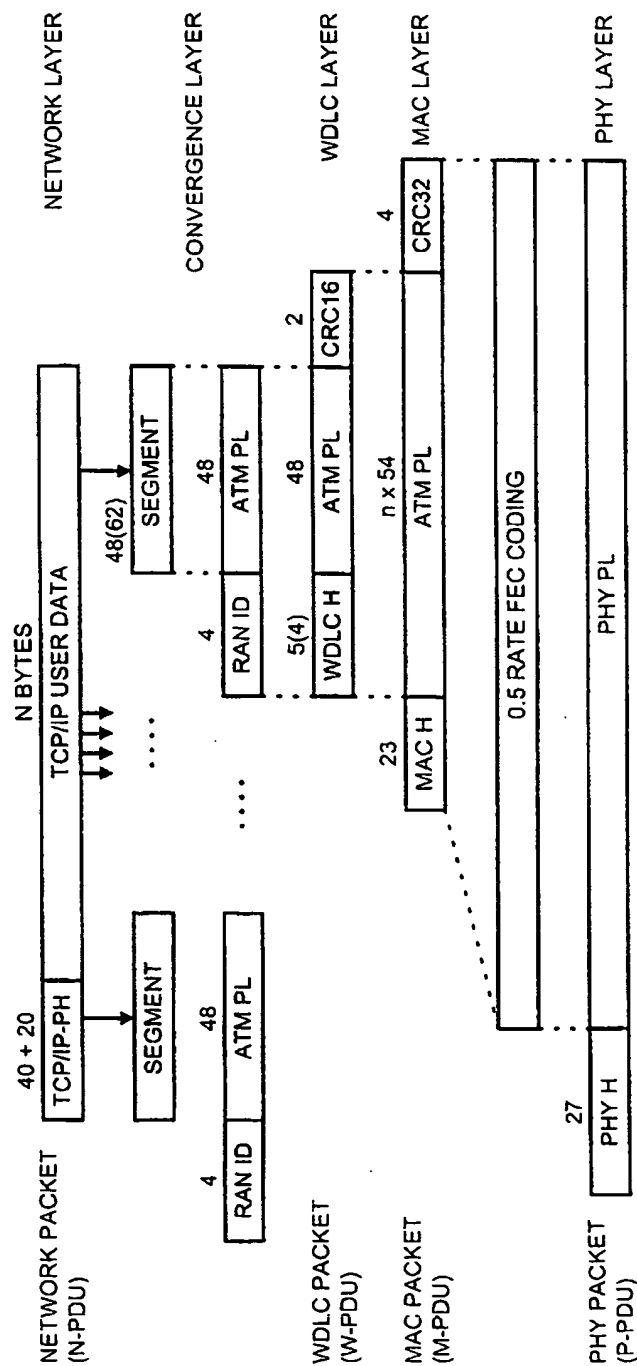 NETWORK PACKET
(N-PDU)
40 + 20
N BYTES
TCP/IP-PH
TCP/IP USER DATA
NETWORK LAYER
48(62)
SEGMENT
....
SEGMENT
4
48
RAN ID
ATM PL
....
4
48
RAN ID
ATM PL
CONVERGENCE LAYER
WDLC PACKET
(W-PDU)
5(4)
48
2
WDLC H
ATM PL
CRC16
WDLC LAYER
MAC PACKET
(M-PDU)
23
n x 54
4
MAC H
ATM PL
CRC32
MAC LAYER
0.5 RATE FEC CODING
PHY PACKET
(P-PDU)
27
PHY H
PHY PL
PHY LAYER